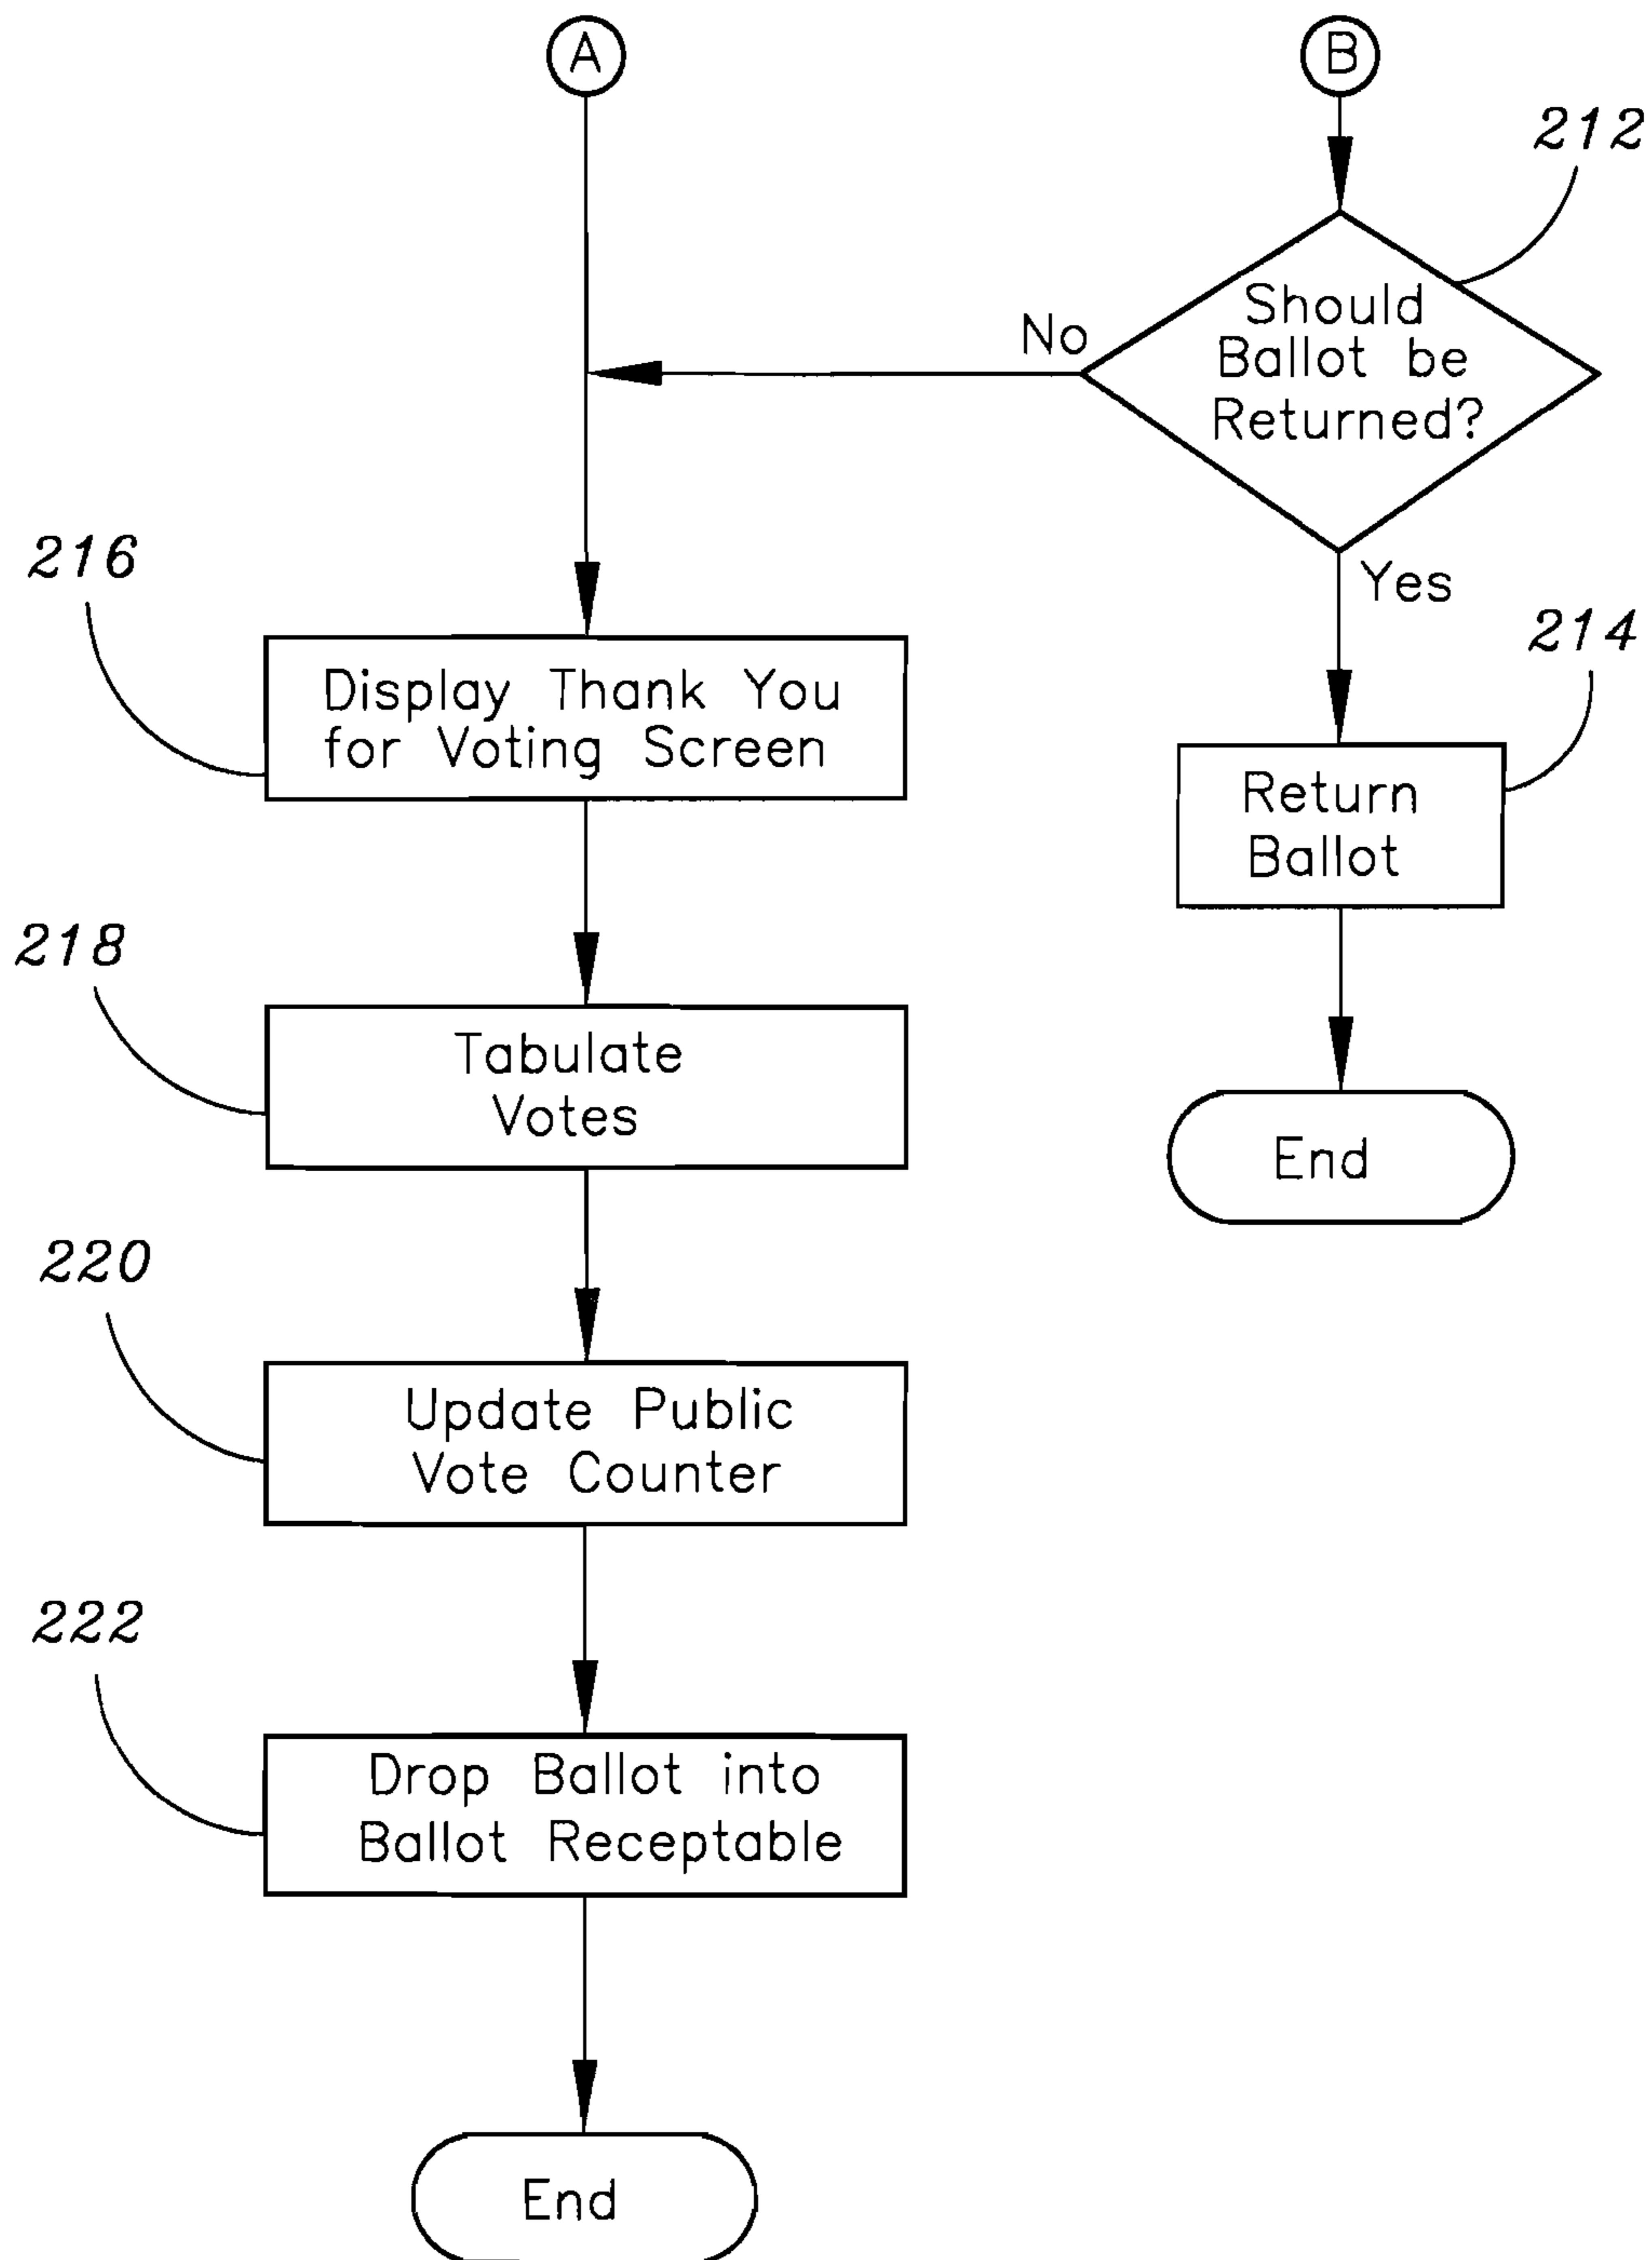 A
B
212
Should
Ballot be
Returned?
No
Yes
216
Display Thank You
for Voting Screen
214
Return
Ballot
218
Tabulate
Votes
End
220
Update Public
Vote Counter
222
Drop Ballot into
Ballot Receptable
End